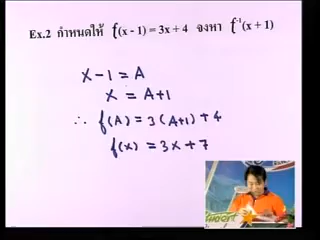 Ex.2 กำหนดให้ f(x - 1) = 3x + 4 จงหา f⁻¹(x + 1)
x - 1 = A
x = A + 1
∴ f(A) = 3(A+1) + 4
f(x) = 3x + 7